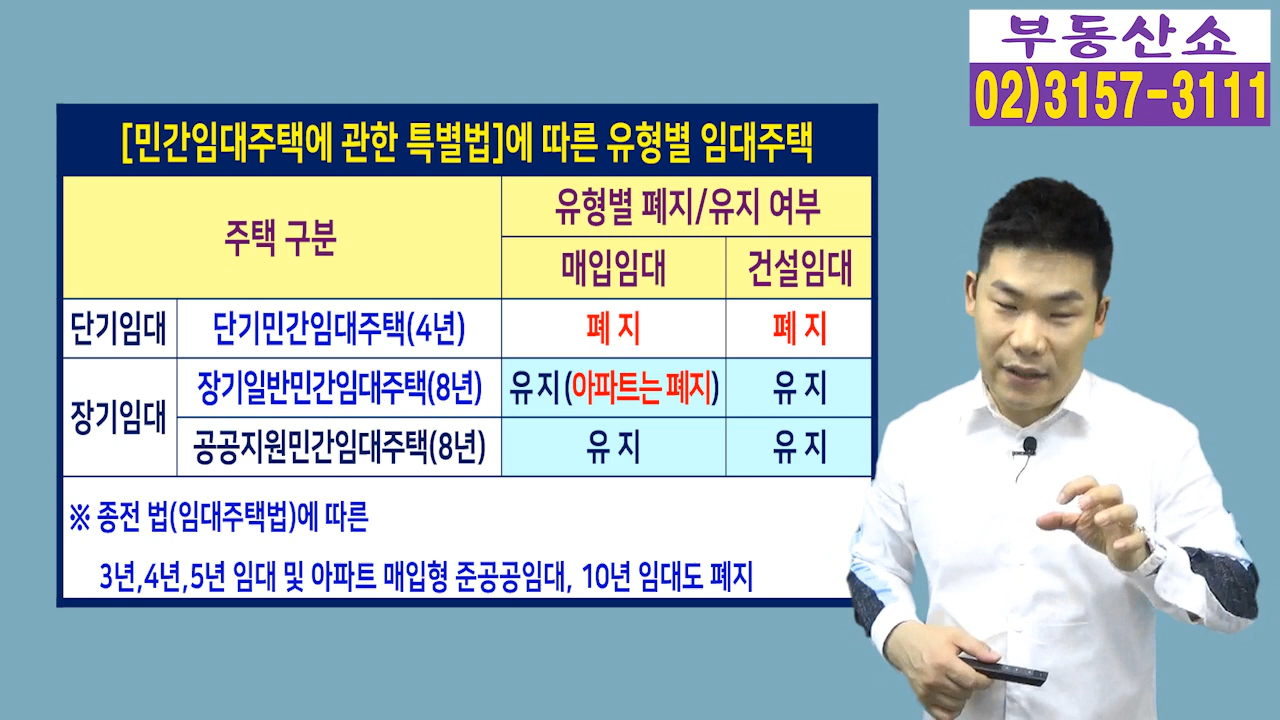 부동산쇼
02)3157-3111
[민간임대주택에 관한 특별법]에 따른 유형별 임대주택
주택 구분
유형별 폐지/유지 여부
매입임대
건설임대
단기임대
단기민간임대주택(4년)
폐 지
폐 지
장기임대
장기일반민간임대주택(8년)
유 지 (아파트는 폐지)
유 지
공공지원민간임대주택(8년)
유 지
유 지
※ 종전 법(임대주택법)에 따른
3년,4년,5년 임대 및 아파트 매입형 준공공임대, 10년 임대도 폐지